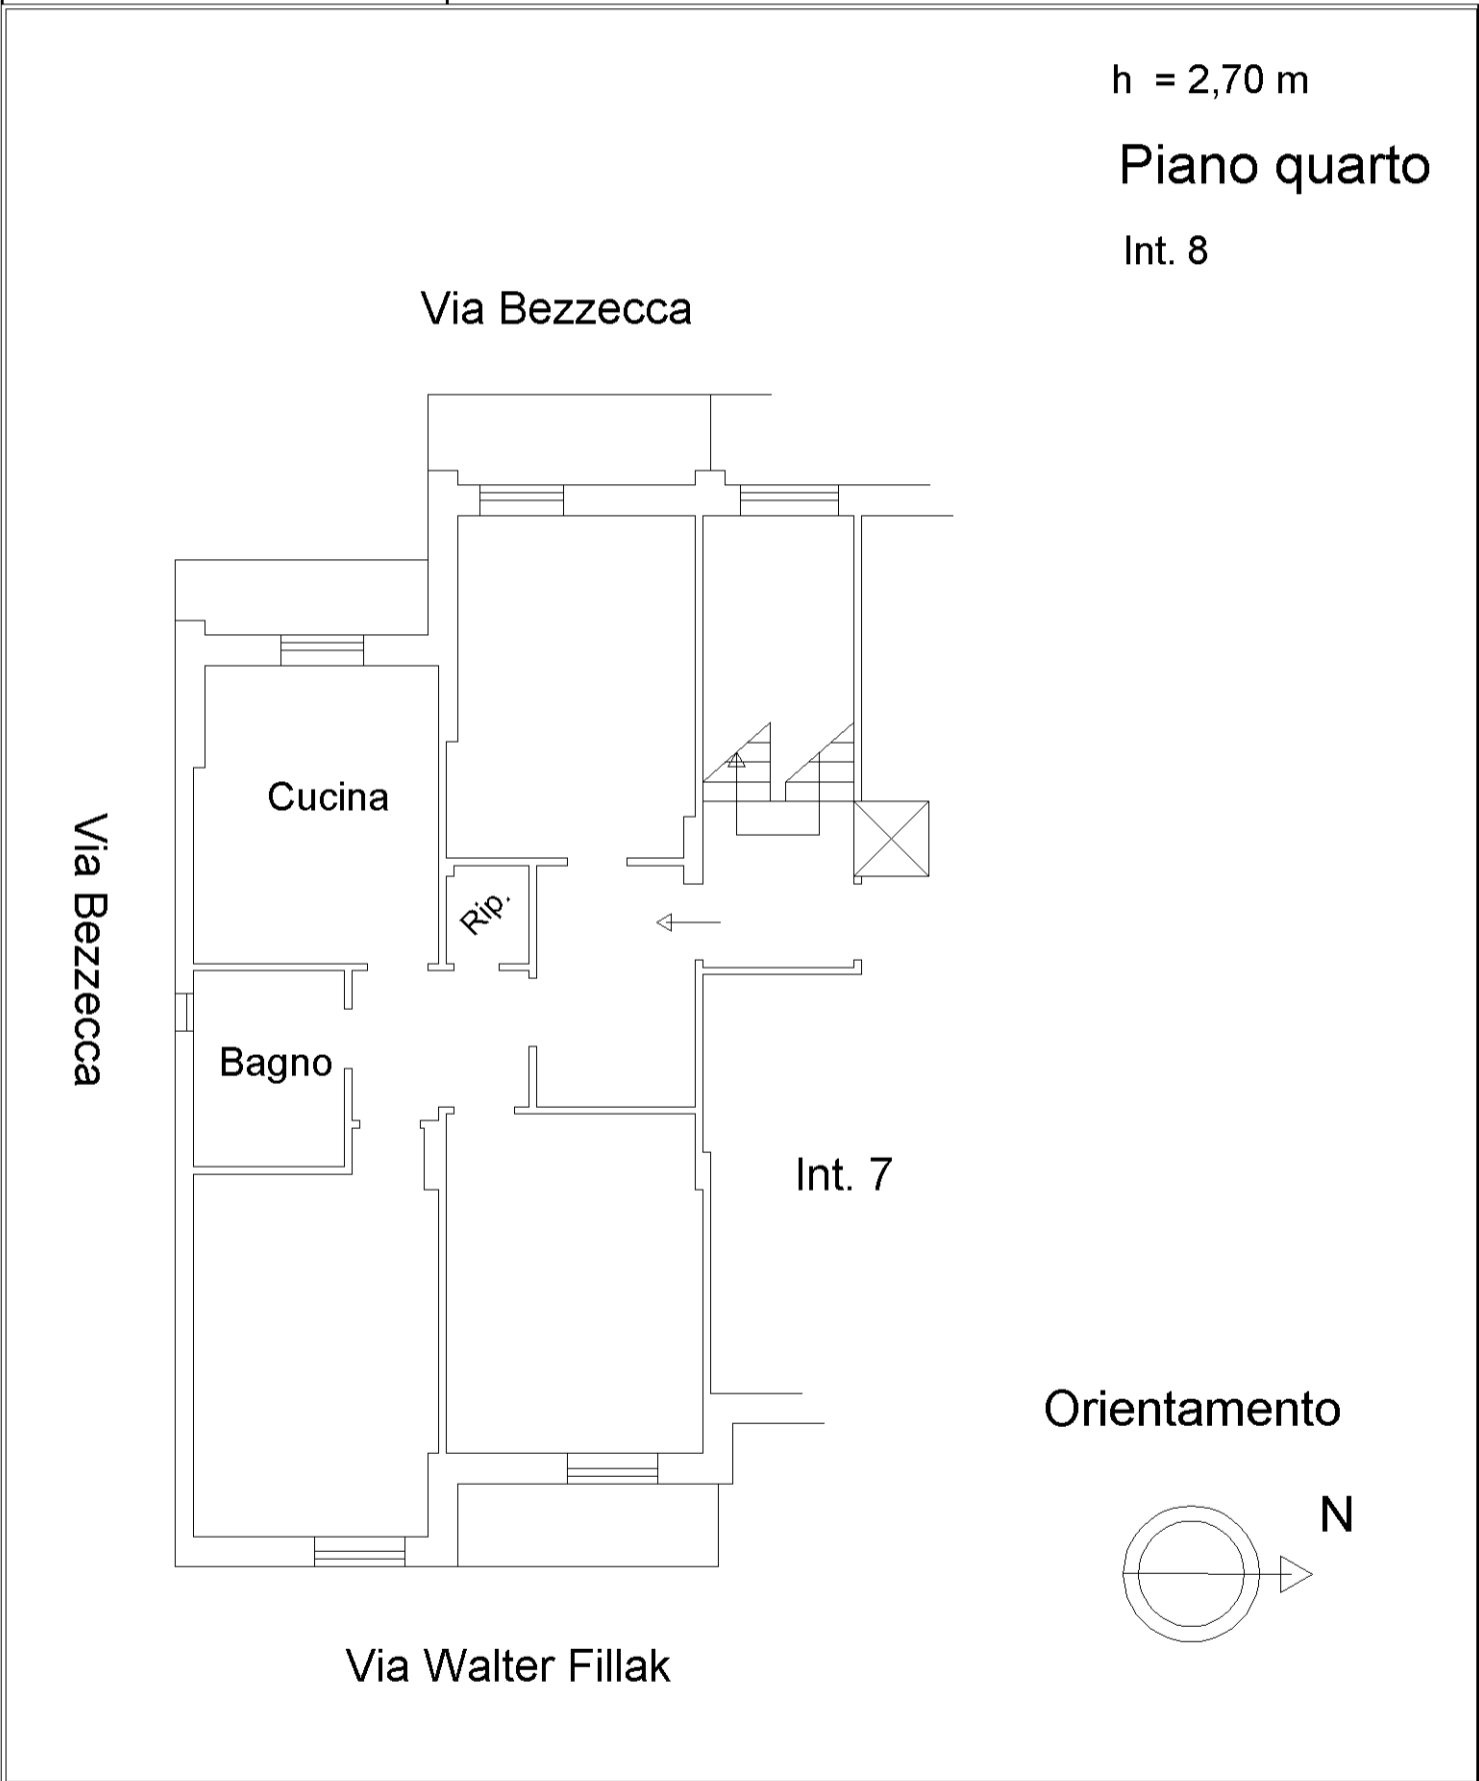 h = 2,70 m
Piano quarto
Int. 8
Via Bezzecca
Cucina
Via Bezzecca
Rip.
Bagno
Int. 7
Orientamento
N
Via Walter Fillak